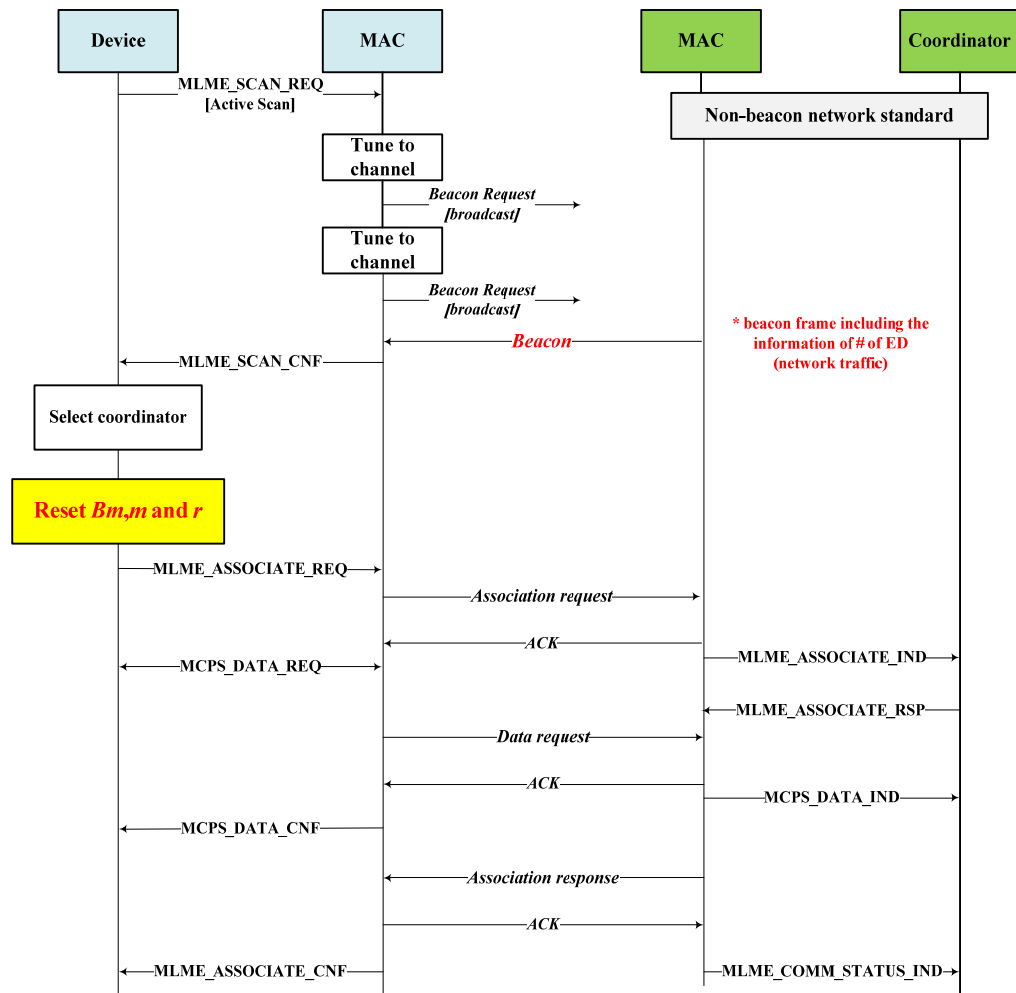 Device
MAC
MAC
Coordinator
MLME_SCAN_REQ
[Active Scan]
Non-beacon network standard
Tune to
channel
Beacon Request
[broadcast]
Tune to
channel
Beacon Request
[broadcast]
Beacon
* beacon frame including the
information of # of ED
(network traffic)
MLME_SCAN_CNF
Select coordinator
Reset Bm,m and r
MLME_ASSOCIATE_REQ
Association request
ACK
MLME_ASSOCIATE_IND
MCPS_DATA_REQ
MLME_ASSOCIATE_RSP
Data request
ACK
MCPS_DATA_IND
MCPS_DATA_CNF
Association response
ACK
MLME_ASSOCIATE_CNF
MLME_COMM_STATUS_IND